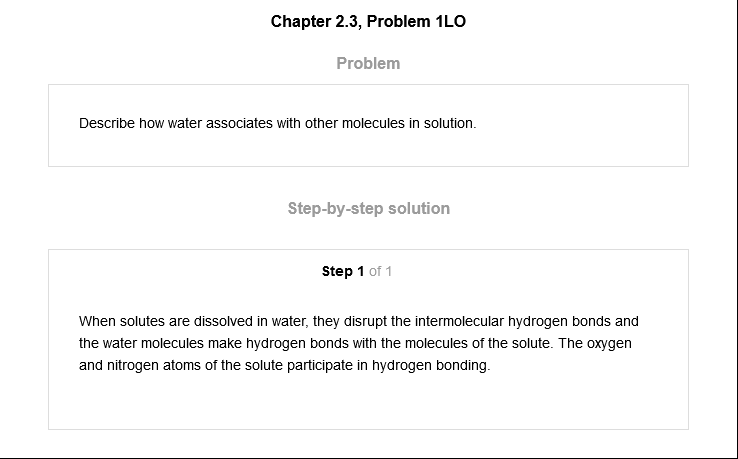 Chapter 2.3, Problem 1LO
Problem
Describe how water associates with other molecules in solution.
Step-by-step solution
Step 1 of 1
When solutes are dissolved in water, they disrupt the intermolecular hydrogen bonds and
the water molecules make hydrogen bonds with the molecules of the solute. The oxygen
and nitrogen atoms of the solute participate in hydrogen bonding.